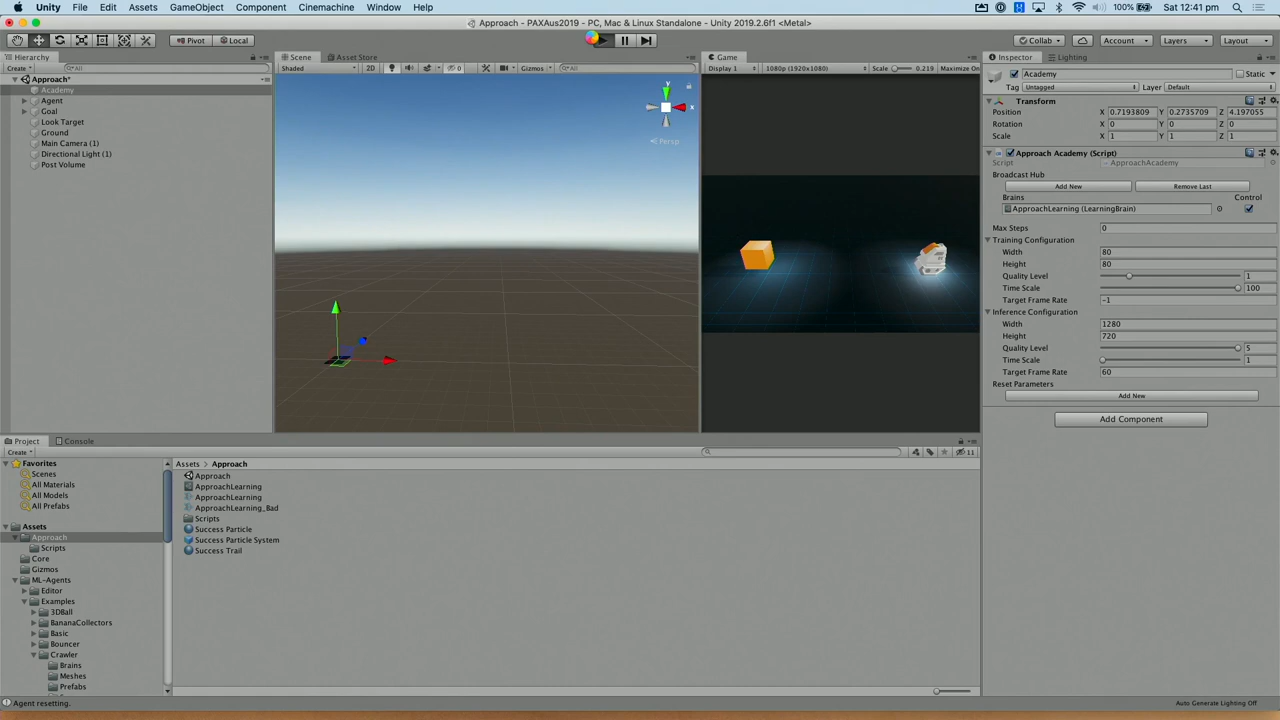 Unity File Edit Assets GameObject Component Cinemachine Window Help
100% Sat 12:41 pm
Approach - PAXAus2019 - PC, Mac & Linux Standalone - Unity 2019.2.6f1 <Metal>
Pivot Local Collab Account Layers Layout
Hierarchy
Create All
Approach*
Academy
Agent
Goal
Look Target
Ground
Main Camera (1)
Directional Light (1)
Post Volume
Scene Asset Store
Shaded 2D 0 Gizmos All
y
x
Persp
Game
Display 1 1080p (1920x1080) Scale 0.219 Maximize On
Inspector Lighting
Academy Static
Tag Untagged Layer Default
Transform
Position X 0.7193809 Y 0.2735709 Z 4.197055
Rotation X 0 Y 0 Z 0
Scale X 1 Y 1 Z 1
Approach Academy (Script)
Script ApproachAcademy
Broadcast Hub
Add New Remove Last
Brains Control
ApproachLearning (LearningBrain)
Max Steps 0
Training Configuration
Width 80
Height 80
Quality Level 1
Time Scale 100
Target Frame Rate -1
Inference Configuration
Width 1280
Height 720
Quality Level 5
Time Scale 1
Target Frame Rate 60
Reset Parameters
Add New
Add Component
Project Console
Create 11
Favorites
Scenes
All Materials
All Models
All Prefabs
Assets
Approach
Scripts
Core
Gizmos
ML-Agents
Editor
Examples
3DBall
BananaCollectors
Basic
Bouncer
Crawler
Brains
Meshes
Prefabs
Assets > Approach
Approach
ApproachLearning
ApproachLearning
ApproachLearning_Bad
Scripts
Success Particle
Success Particle System
Success Trail
Agent resetting.
Auto Generate Lighting Off